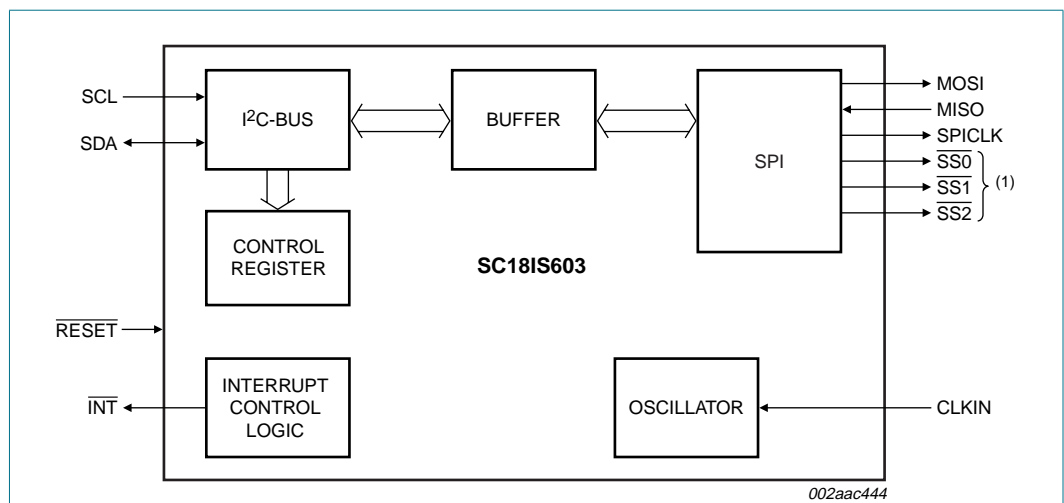 SCL
SDA
I²C-BUS
BUFFER
SPI
MOSI
MISO
SPICLK
SS0
SS1
SS2
(1)
CONTROL
REGISTER
SC18IS603
RESET
INT
INTERRUPT
CONTROL
LOGIC
OSCILLATOR
CLKIN
002aac444